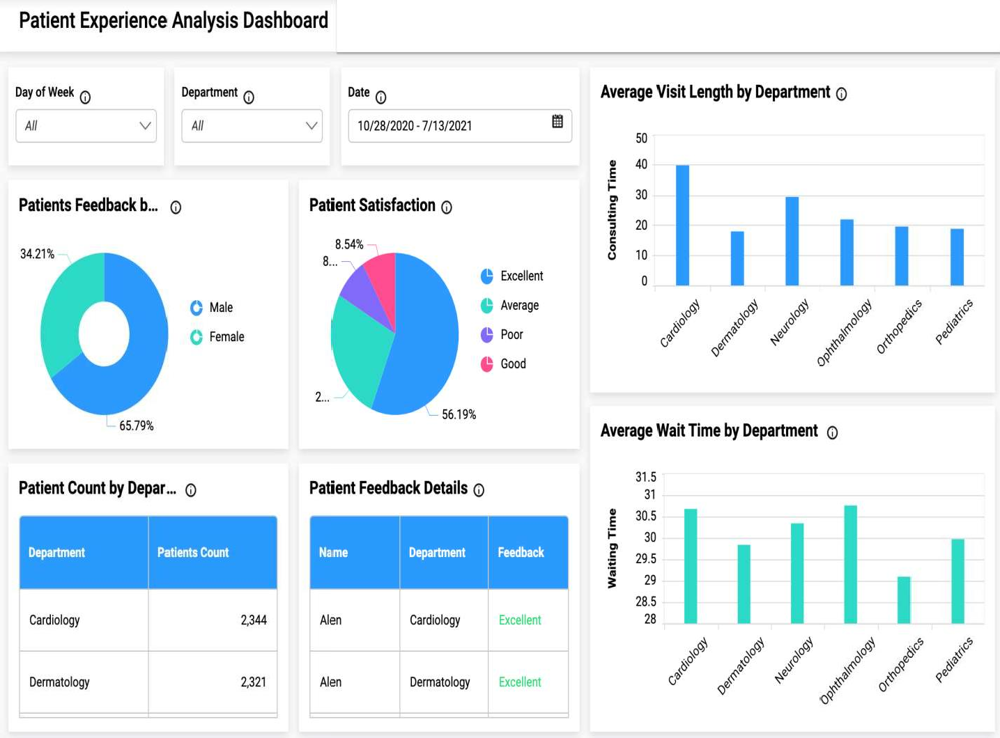 Patient Experience Analysis Dashboard
Day of Week
All
Department
All
Date
10/28/2020 - 7/13/2021
Patients Feedback b...
34.21%
65.79%
Male
Female
Patient Satisfaction
8.54%
8...
2...
56.19%
Excellent
Average
Poor
Good
Patient Count by Depar...
Department Patients Count
Cardiology 2,344
Dermatology 2,321
Patient Feedback Details
Name Department Feedback
Alen Cardiology Excellent
Alen Dermatology Excellent
Average Visit Length by Department
Consulting Time
50
40
30
20
10
0
Cardiology
Dermatology
Neurology
Ophthalmology
Orthopedics
Pediatrics
Average Wait Time by Department
Waiting Time
31.5
31
30.5
30
29.5
29
28.5
28
Cardiology
Dermatology
Neurology
Ophthalmology
Orthopedics
Pediatrics